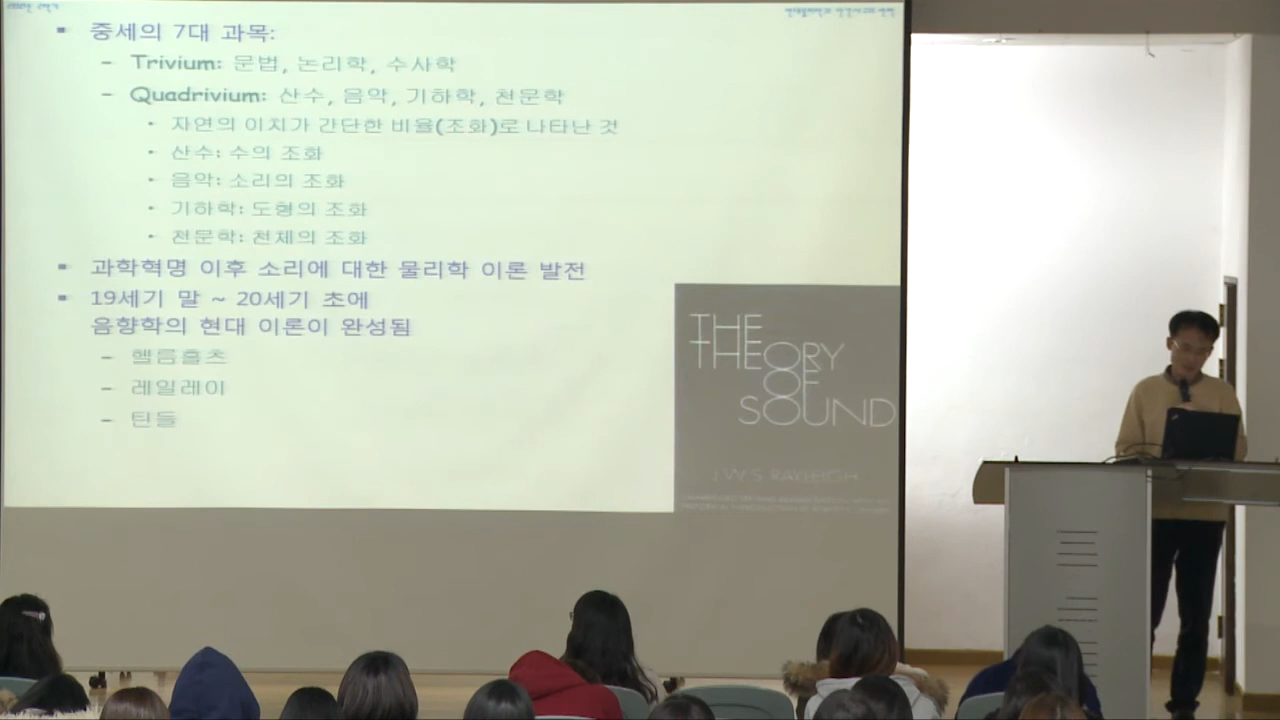 중세의 7대 과목:
Trivium: 문법, 논리학, 수사학
Quadrivium: 산수, 음악, 기하학, 천문학
자연의 이치가 간단한 비율(조화)로 나타난 것
산수: 수의 조화
음악: 소리의 조화
기하학: 도형의 조화
천문학: 천체의 조화
과학혁명 이후 소리에 대한 물리학 이론 발전
19세기 말 ~ 20세기 초에
음향학의 현대 이론이 완성됨
헬름홀츠
레일레이
틴들
THE
THEORY
OF
SOUND
J.W.S. RAYLEIGH